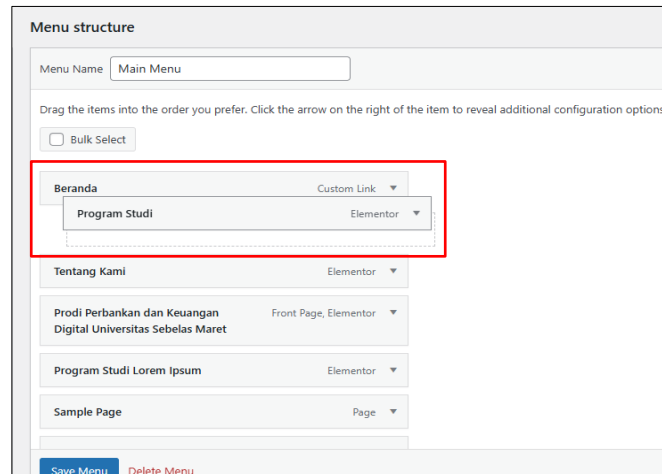 Menu structure
Menu Name Main Menu
Drag the items into the order you prefer. Click the arrow on the right of the item to reveal additional configuration options
Bulk Select
Beranda Custom Link
Program Studi Elementor
Tentang Kami Elementor
Prodi Perbankan dan Keuangan Front Page, Elementor
Digital Universitas Sebelas Maret
Program Studi Lorem Ipsum Elementor
Sample Page Page
Save Menu Delete Menu